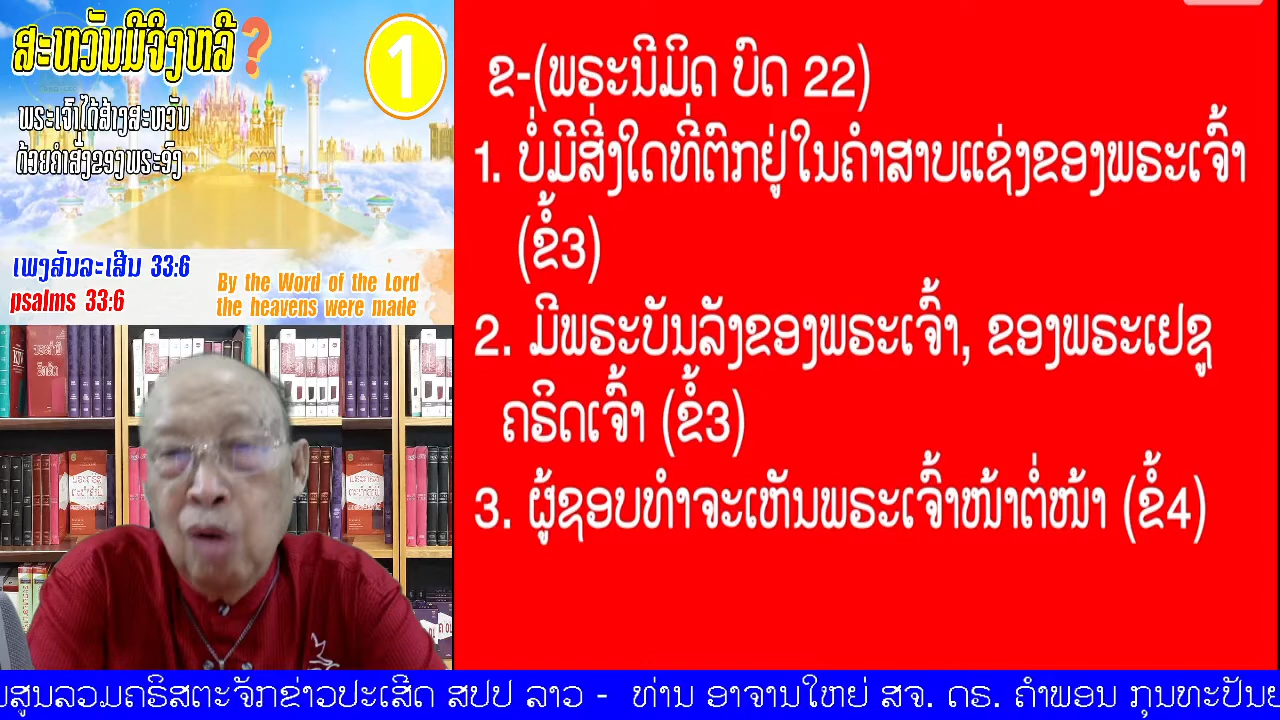 ສະຫວັນມີຈິງຫລື?
1
ພຣະເຈົ້າໄດ້ສ້າງສະຫວັນ
ດ້ວຍຄຳສັ່ງຂອງພຣະອົງ
ເພງສັນລະເສີນ 33:6
psalms 33:6
By the Word of the Lord
the heavens were made
ຂ-(ພຣະນີມິດ ບົດ 22)
1. ບໍ່ມີສີ່ງໃດທີ່ຕົກຢູ່ໃນຄຳສາບແຊ່ງຂອງພຣະເຈົ້າ
(ຂໍ້3)
2. ມີພຣະບັນລັງຂອງພຣະເຈົ້າ, ຂອງພຣະເຢຊູ
ຄຣິດເຈົ້າ (ຂໍ້3)
3. ຜູ້ຊອບທຳຈະເຫັນພຣະເຈົ້າໜ້າຕໍ່ໜ້າ (ຂໍ້4)
ສູນລວມຄຣິສຕະຈັກຂ່າວປະເສີດ ສປປ ລາວ - ທ່ານ ອາຈານໃຫຍ່ ສຈ. ດຣ. ຄຳພອນ ກຸນທະປັນຍ